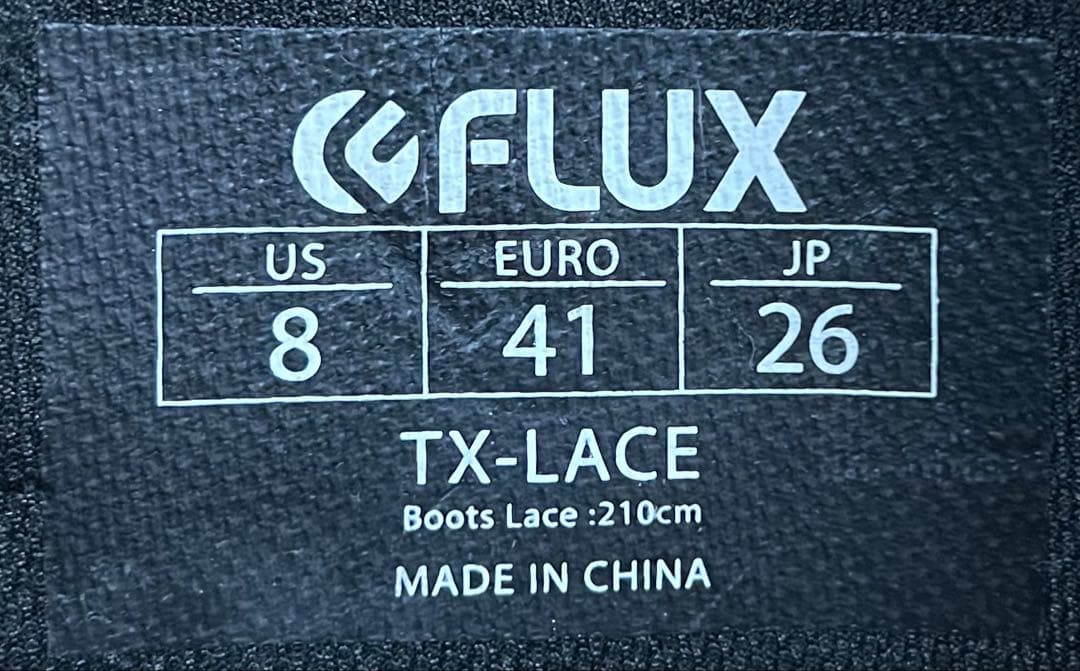 FLUX
US EURO JP
8 41 26
TX-LACE
Boots Lace :210cm
MADE IN CHINA